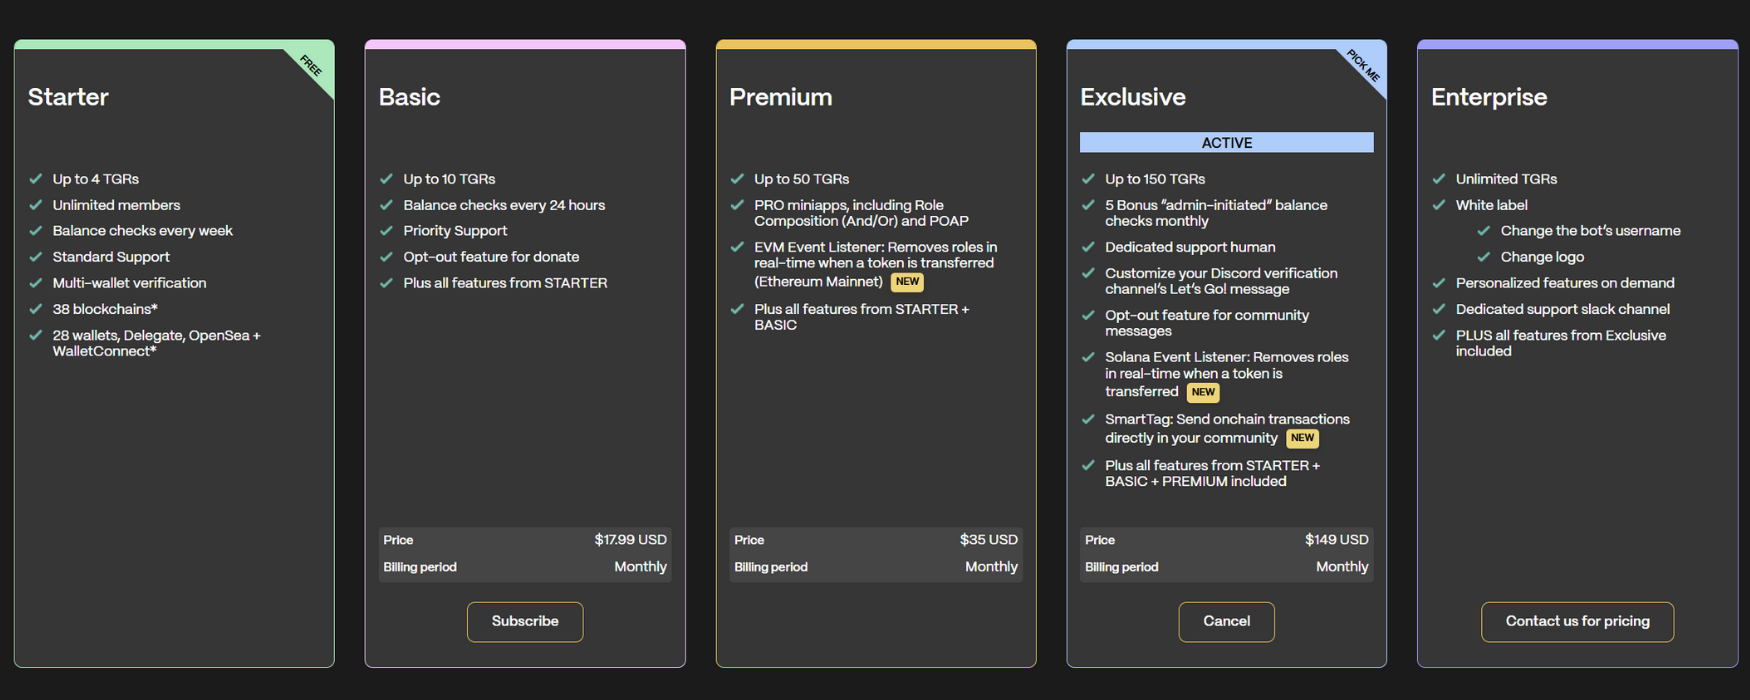 FREE
Starter
Up to 4 TGRs
Unlimited members
Balance checks every week
Standard Support
Multi-wallet verification
38 blockchains*
28 wallets, Delegate, OpenSea +
WalletConnect*
Basic
Up to 10 TGRs
Balance checks every 24 hours
Priority Support
Opt-out feature for donate
Plus all features from STARTER
Price $17.99 USD
Billing period Monthly
Subscribe
Premium
Up to 50 TGRs
PRO miniapps, including Role
Composition (And/Or) and POAP
EVM Event Listener: Removes roles in
real-time when a token is transferred
(Ethereum Mainnet) NEW
Plus all features from STARTER +
BASIC
Price $35 USD
Billing period Monthly
PICK ME
Exclusive
ACTIVE
Up to 150 TGRs
5 Bonus “admin-initiated” balance
checks monthly
Dedicated support human
Customize your Discord verification
channel’s Let’s Go! message
Opt-out feature for community
messages
Solana Event Listener: Removes roles
in real-time when a token is
transferred NEW
SmartTag: Send onchain transactions
directly in your community NEW
Plus all features from STARTER +
BASIC + PREMIUM included
Price $149 USD
Billing period Monthly
Cancel
Enterprise
Unlimited TGRs
White label
Change the bot’s username
Change logo
Personalized features on demand
Dedicated support slack channel
PLUS all features from Exclusive
included
Contact us for pricing